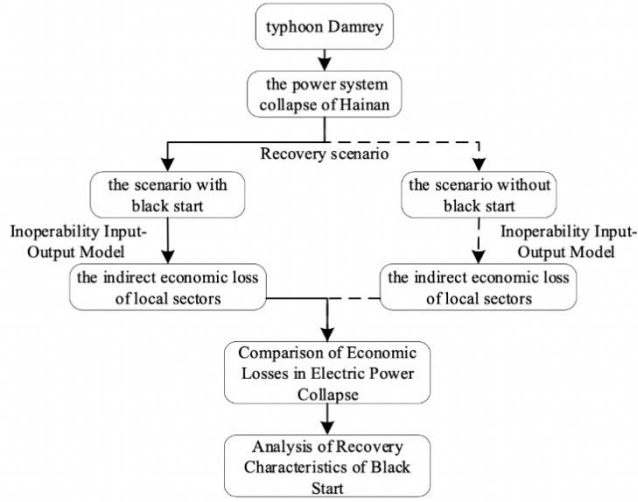 typhoon Damrey
the power system
collapse of Hainan
Recovery scenario
the scenario with
black start
the scenario without
black start
Inoperability Input-
Output Model
Inoperability Input-
Output Model
the indirect economic loss
of local sectors
the indirect economic loss
of local sectors
Comparison of Economic
Losses in Electric Power
Collapse
Analysis of Recovery
Characteristics of Black
Start